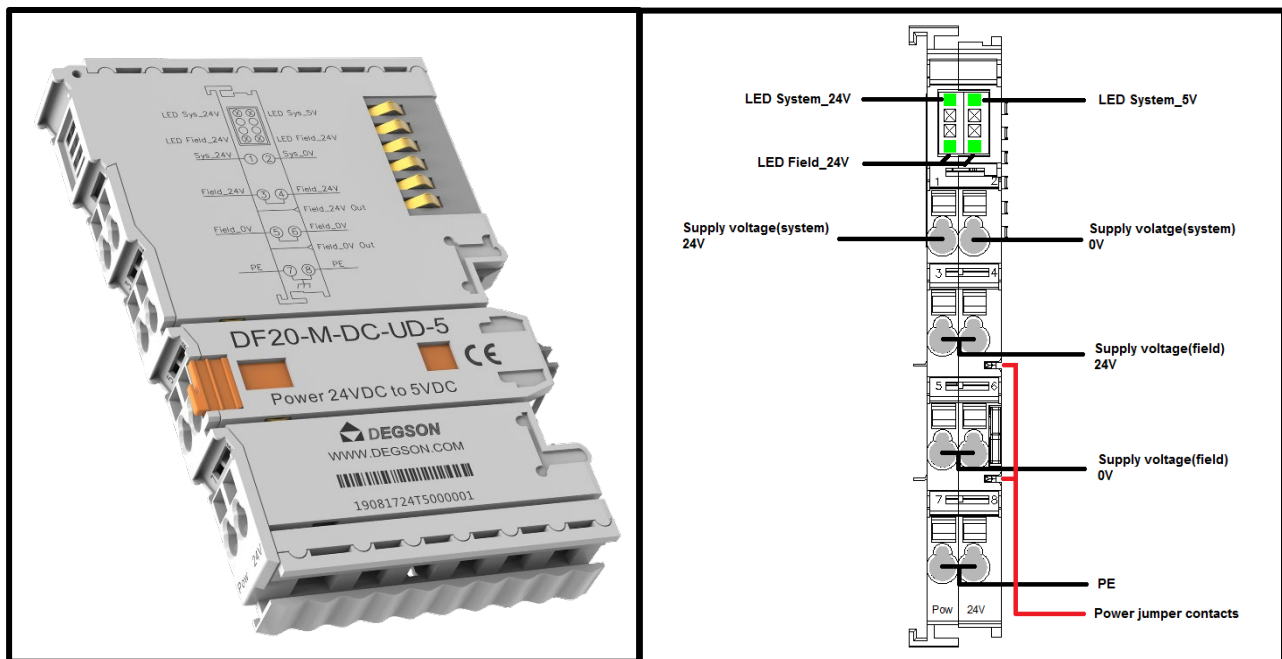 LED Sys_24V
LED Sys_5V
LED Field_24V
LED Field_24V
Sys_24V
1
2
Sys_0V
Field_24V
3
4
Field_24V
Field_24V Out
Field_0V
5
6
Field_0V
Field_0V Out
PE
7
8
PE
DF20-M-DC-UD-5
CE
Power 24VDC to 5VDC
DEGSON
WWW.DEGSON.COM
19081724T5000001
Pow
24V
LED System_24V
LED System_5V
LED Field_24V
1 2
Supply voltage(system)
24V
Supply volatge(system)
0V
3 4
Supply voltage(field)
24V
5 6
Supply voltage(field)
0V
7 8
PE
Pow 24V
Power jumper contacts